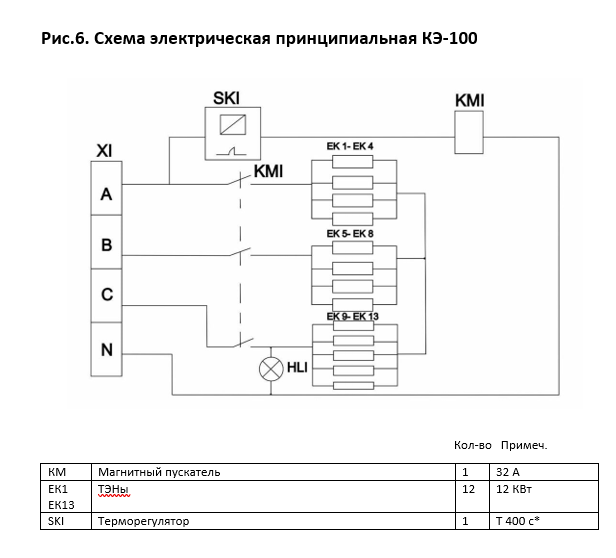 Рис.6. Схема электрическая принципиальная КЭ-100
SKI
KMI
XI
EK 1- EK 4
KMI
A
B
EK 5- EK 8
C
EK 9- EK 13
N
HLI
Кол-во Примеч.
КМ Магнитный пускатель 1 32 А
ЕК1 ТЭНы 12 12 КВт
ЕК13
SKI Терморегулятор 1 Т 400 с*